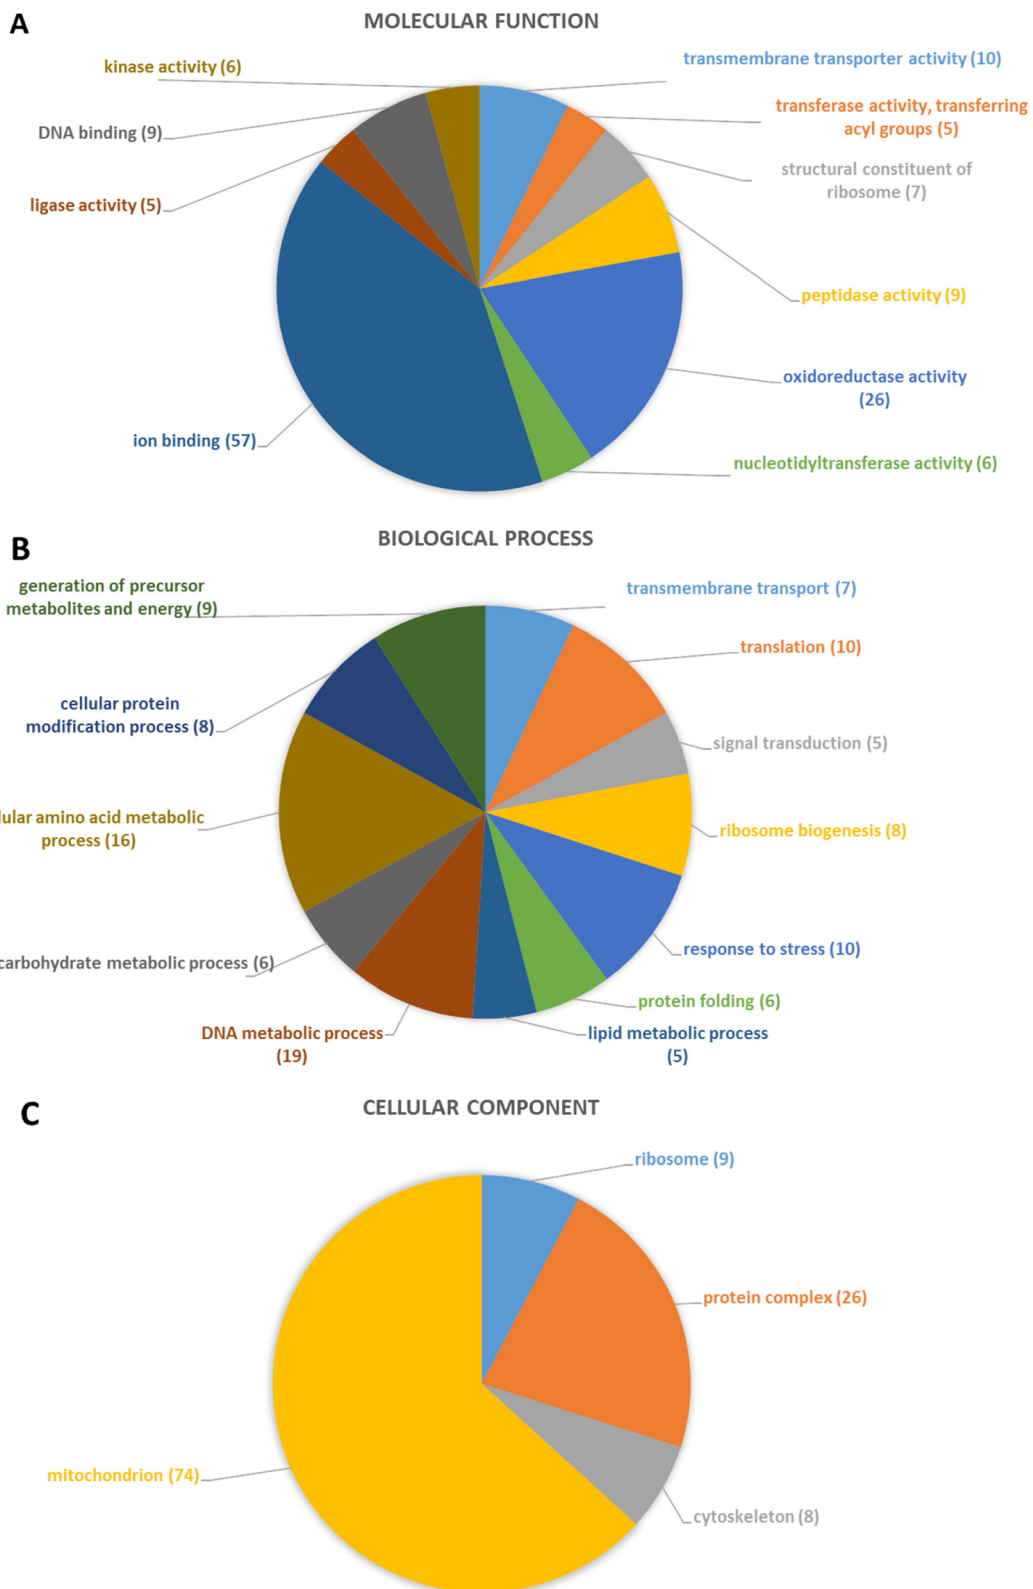 A
MOLECULAR FUNCTION
kinase activity (6)
transmembrane transporter activity (10)
DNA binding (9)
transferase activity, transferring
acyl groups (5)
ligase activity (5)
structural constituent of
ribosome (7)
peptidase activity (9)
oxidoreductase activity
(26)
ion binding (57)
nucleotidyltransferase activity (6)
B
BIOLOGICAL PROCESS
generation of precursor
metabolites and energy (9)
transmembrane transport (7)
translation (10)
cellular protein
modification process (8)
signal transduction (5)
lular amino acid metabolic
process (16)
ribosome biogenesis (8)
carbohydrate metabolic process (6)
response to stress (10)
protein folding (6)
DNA metabolic process
(19)
lipid metabolic process
(5)
C
CELLULAR COMPONENT
ribosome (9)
protein complex (26)
mitochondrion (74)
cytoskeleton (8)